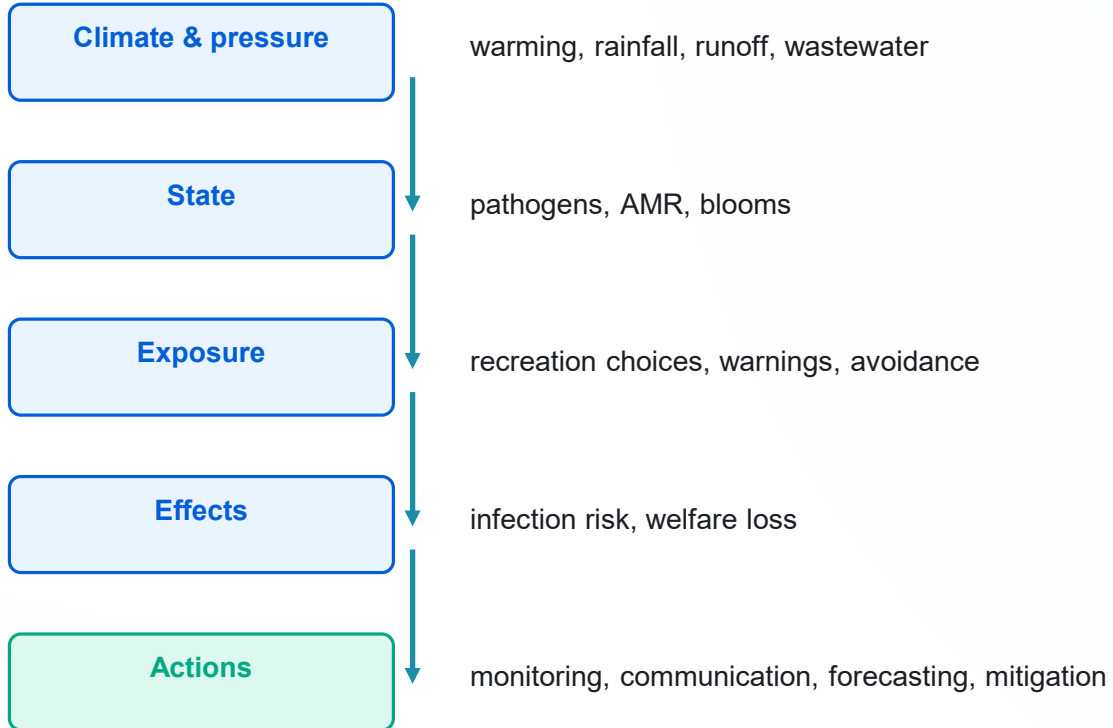 Climate & pressure
warming, rainfall, runoff, wastewater
State
pathogens, AMR, blooms
Exposure
recreation choices, warnings, avoidance
Effects
infection risk, welfare loss
Actions
monitoring, communication, forecasting, mitigation